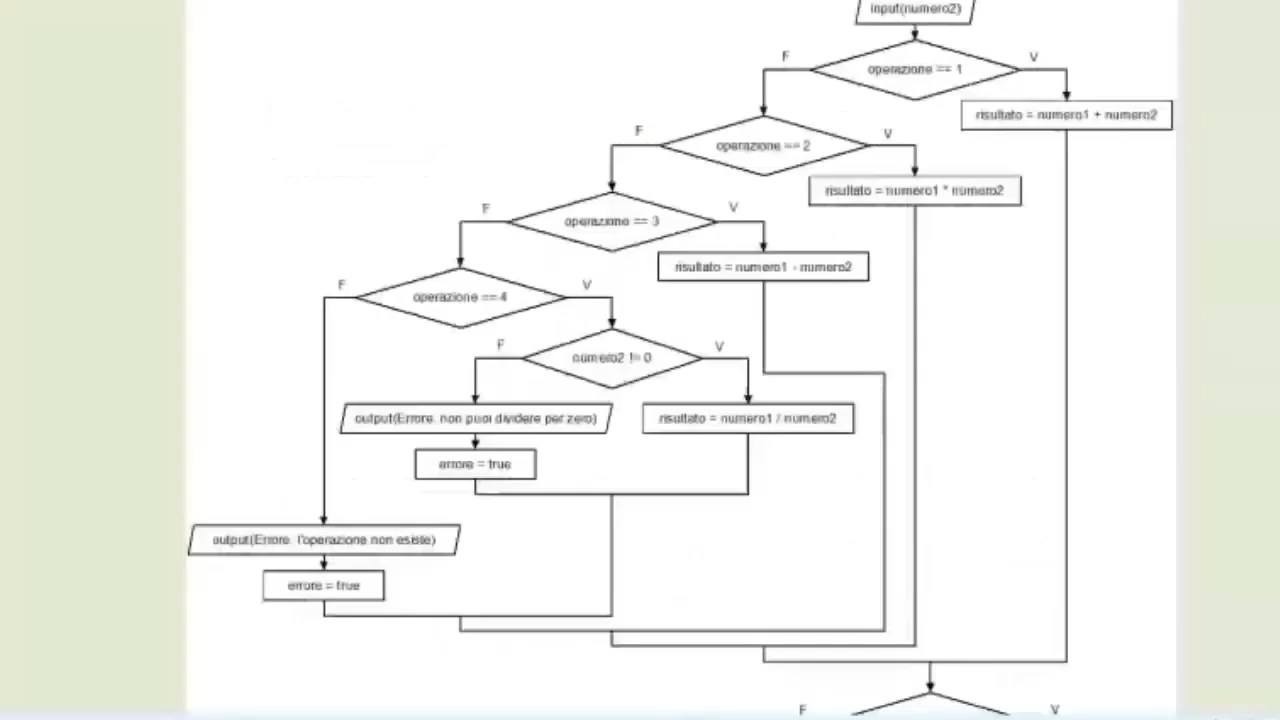 input(numero2)
F
V
operazione == 1
risultato = numero1 + numero2
F
V
operazione == 2
risultato = numero1 * numero2
F
V
operazione == 3
risultato = numero1 - numero2
F
V
operazione == 4
F
V
numero2 != 0
output(Errore. non puoi dividere per zero)
risultato = numero1 / numero2
errore = true
output(Errore. l'operazione non esiste)
errore = true
F
V